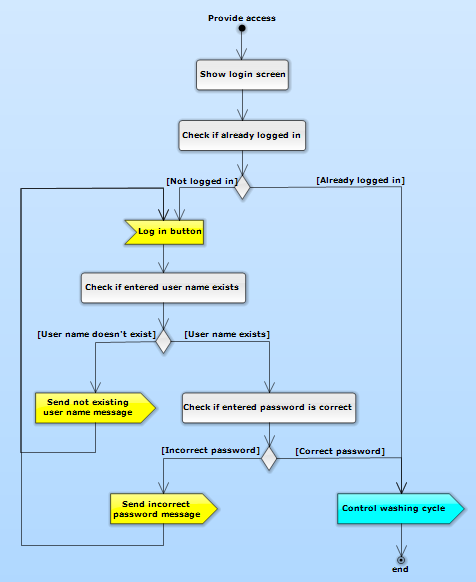 Provide access
Show login screen
Check if already logged in
[Not logged in]
[Already logged in]
Log in button
Check if entered user name exists
[User name doesn't exist]
[User name exists]
Send not existing
user name message
Check if entered password is correct
[Incorrect password]
[Correct password]
Send incorrect
password message
Control washing cycle
end